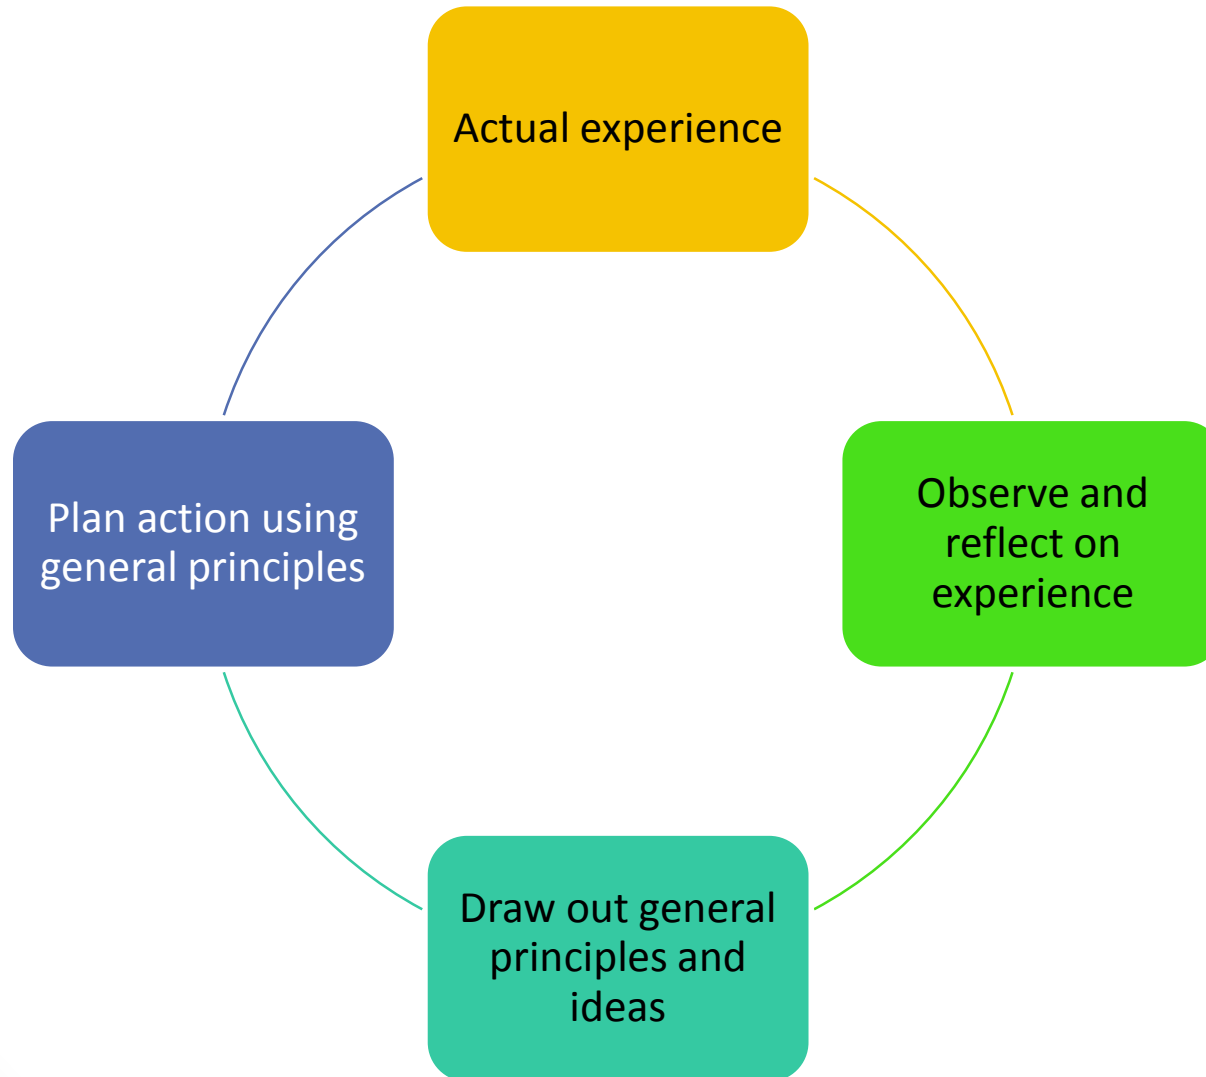 Actual experience
Observe and
reflect on
experience
Draw out general
principles and
ideas
Plan action using
general principles